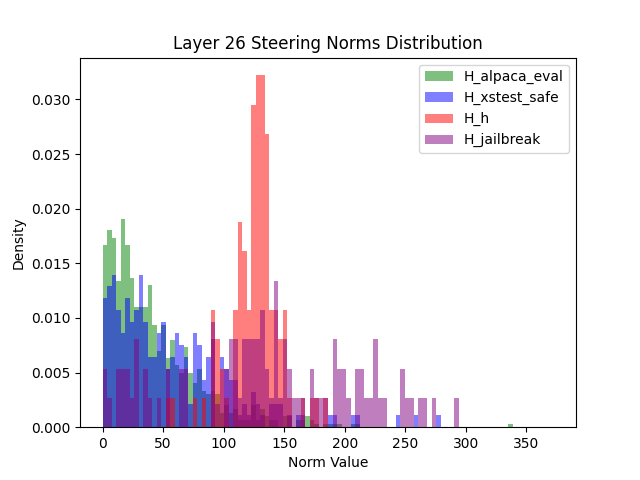 Layer 26 Steering Norms Distribution
H_alpaca_eval
H_xstest_safe
H_h
H_jailbreak
Density
0.030
0.025
0.020
0.015
0.010
0.005
0.000
0 50 100 150 200 250 300 350
Norm Value